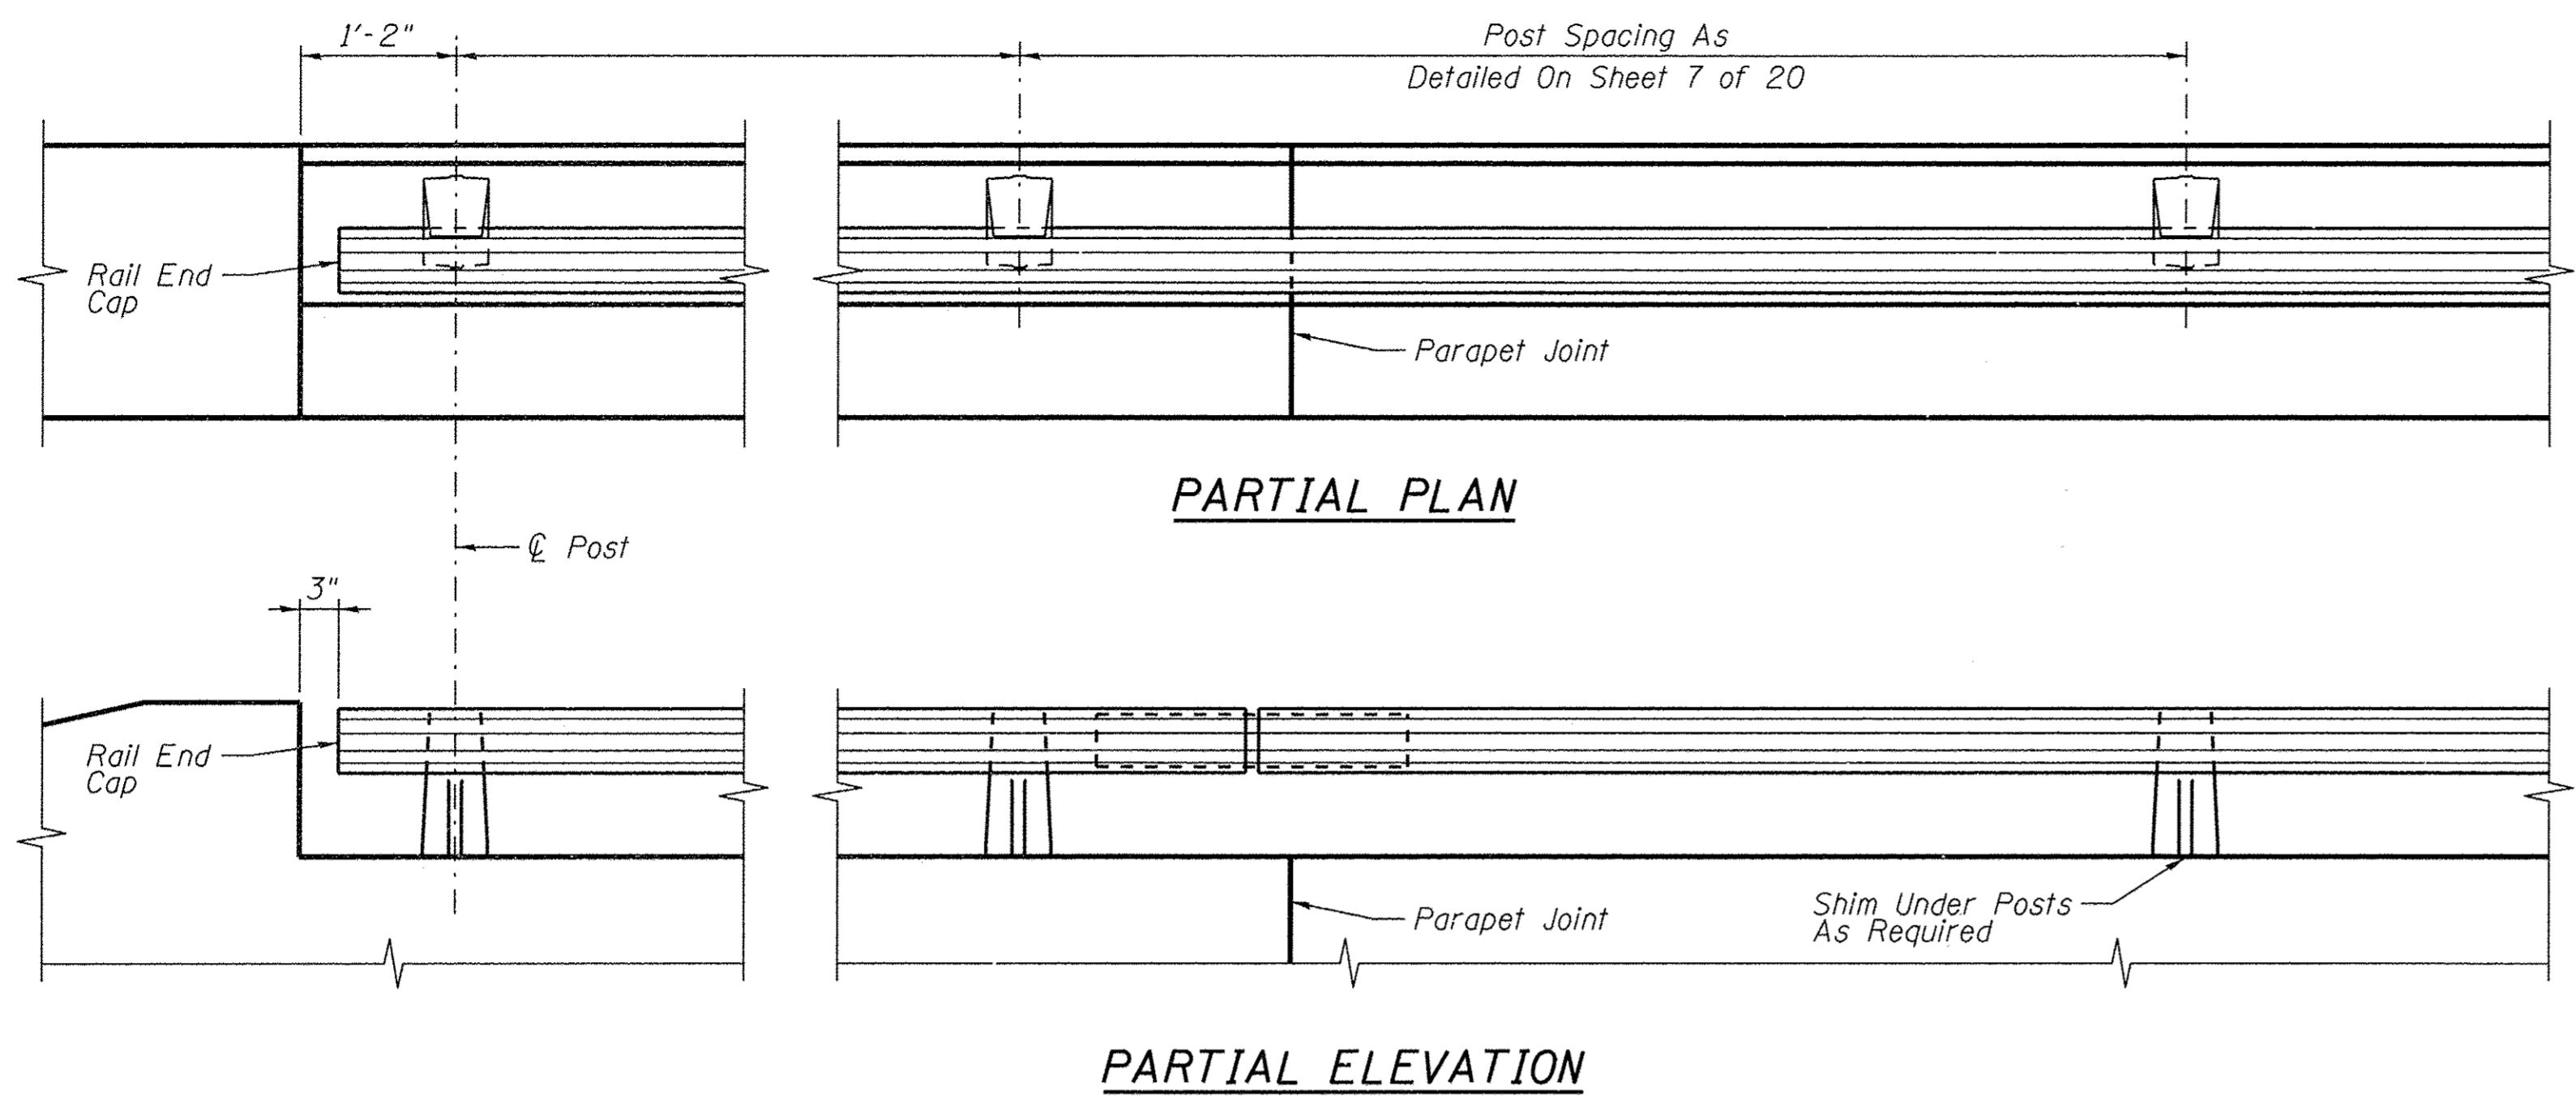 1'-2"
Post Spacing As
Detailed On Sheet 7 of 20
Rail End
Cap
Parapet Joint
PARTIAL PLAN
℄ Post
3"
Rail End
Cap
Parapet Joint
Shim Under Posts
As Required
PARTIAL ELEVATION